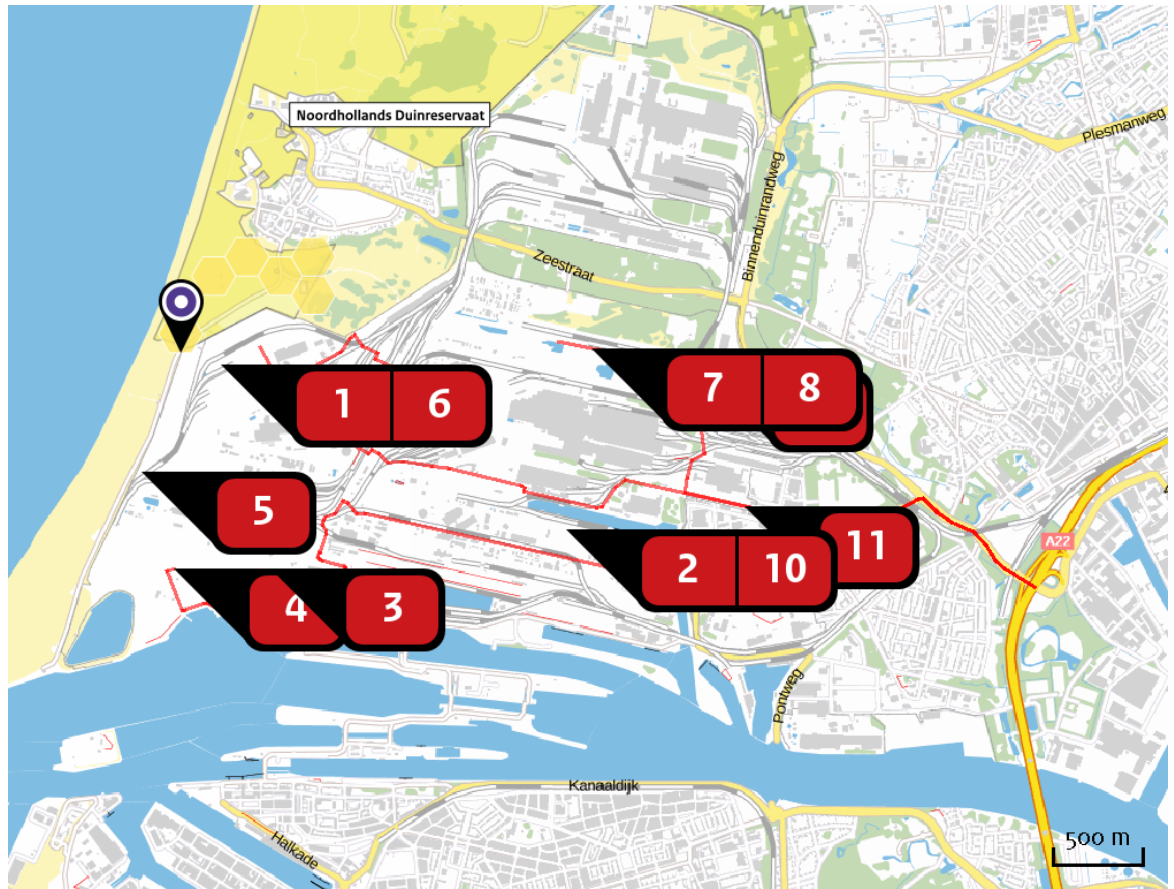 Noordhollands Duinreservaat
Plesmanweg
Binnenduinrandweg
Zeestraat
1
6
7
8
5
11
2
10
A22
4
3
Pontweg
Kanaaldijk
Halkade
500 m